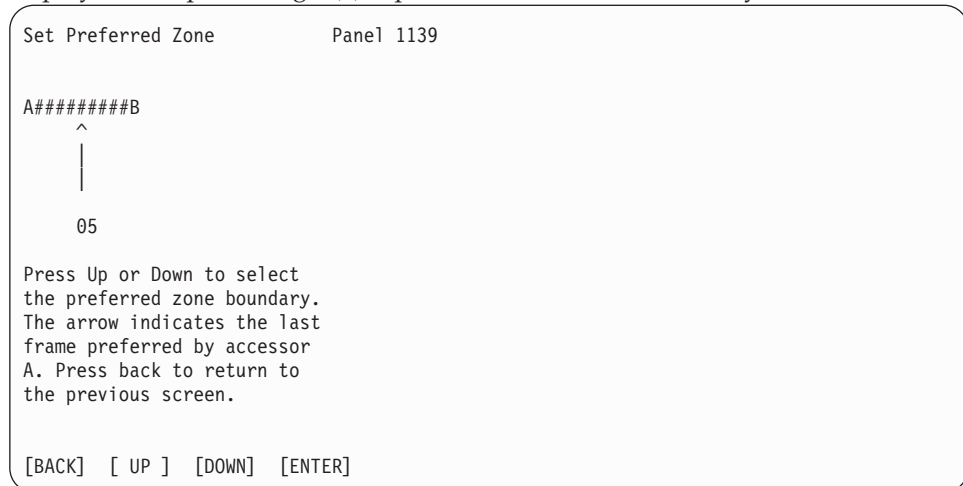 Set Preferred Zone Panel 1139
A#########B
^
|
|
05
Press Up or Down to select
the preferred zone boundary.
The arrow indicates the last
frame preferred by accessor
A. Press back to return to
the previous screen.
[BACK] [ UP ] [DOWN] [ENTER]